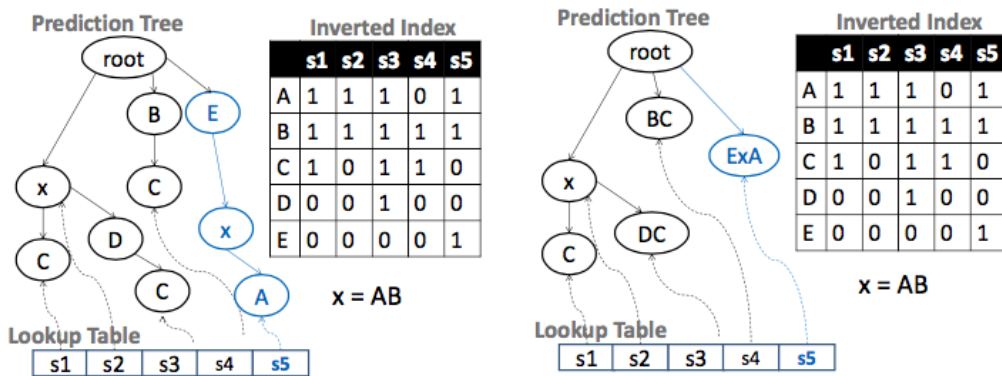 Prediction Tree
root
B
E
x
C
D
x
C
C
A
Lookup Table
s1 s2 s3 s4 s5
Inverted Index
s1 s2 s3 s4 s5
A 1 1 1 0 1
B 1 1 1 1 1
C 1 0 1 1 0
D 0 0 1 0 0
E 0 0 0 0 1
x = AB
Prediction Tree
root
BC
ExA
x
DC
C
Lookup Table
s1 s2 s3 s4 s5
Inverted Index
s1 s2 s3 s4 s5
A 1 1 1 0 1
B 1 1 1 1 1
C 1 0 1 1 0
D 0 0 1 0 0
E 0 0 0 0 1
x = AB